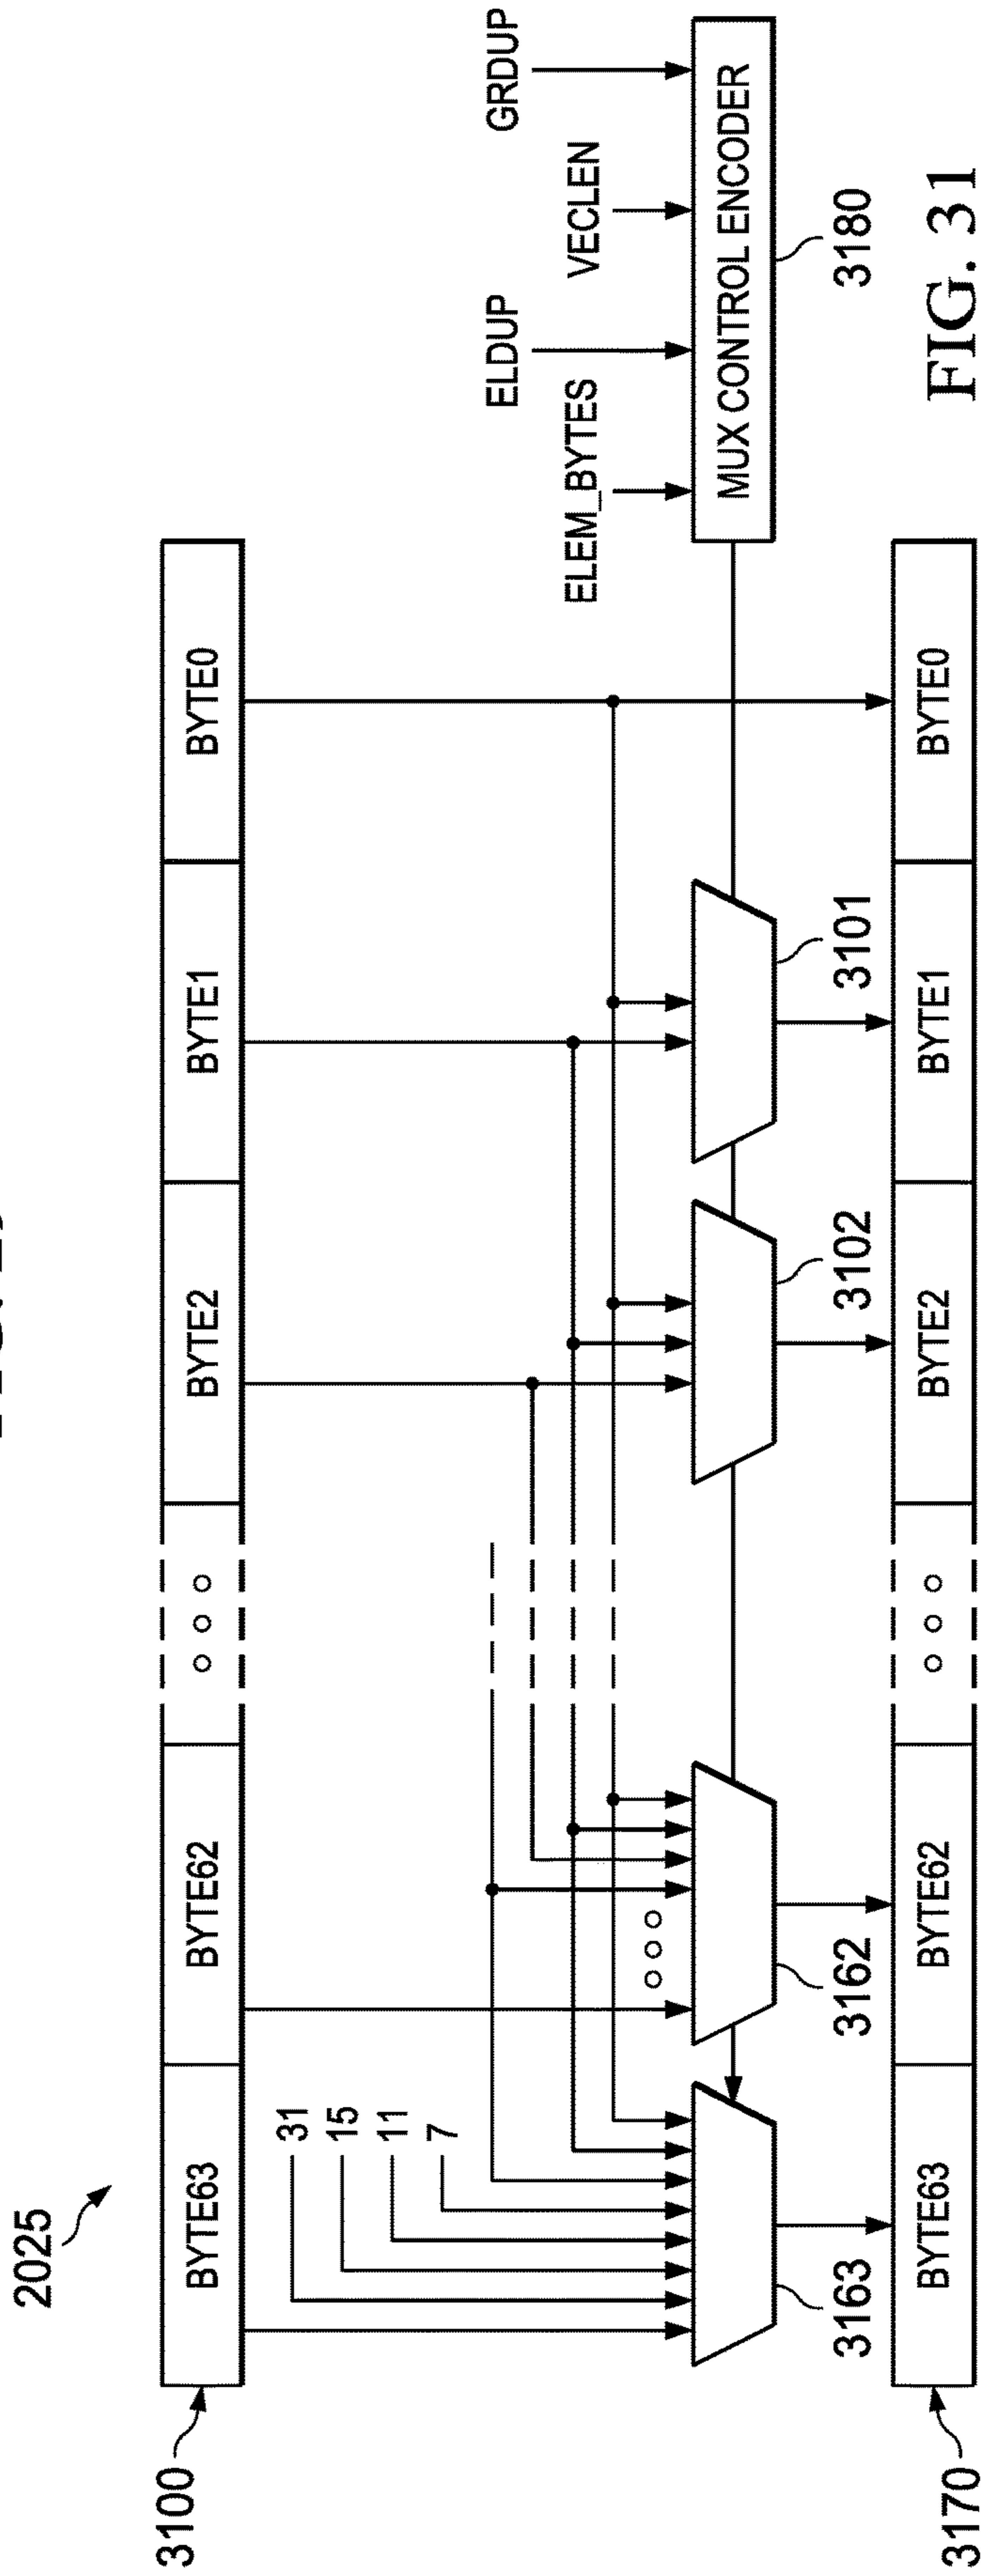 2025
3100
BYTE63
BYTE62
BYTE2
BYTE1
BYTE0
31
15
11
7
GRDUP
ELDUP
VECLEN
ELEM_BYTES
MUX CONTROL ENCODER
3163
3162
3102
3101
3180
3170
BYTE63
BYTE62
BYTE2
BYTE1
BYTE0
FIG. 31